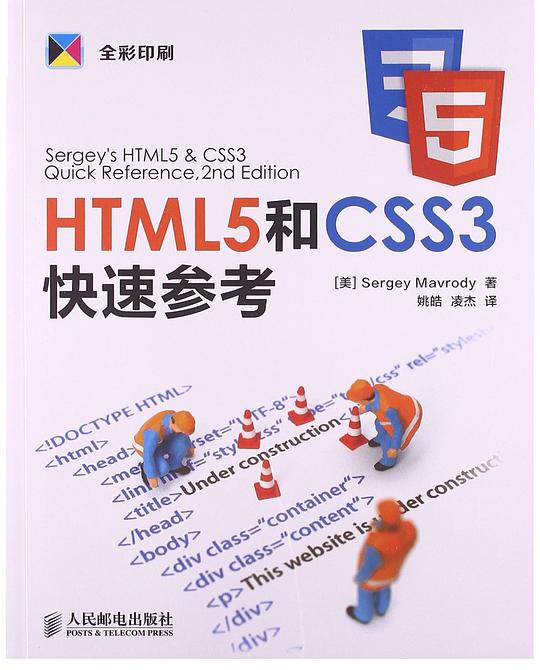 全彩印刷
Sergey's HTML5 & CSS3
Quick Reference, 2nd Edition
HTML5和CSS3
快速参考
[美] Sergey Mavrody 著
姚皓 凌杰 译
<!DOCTYPE HTML>
<html>
<head>
<title>Under construction
</head>
<body>
<div class="container">
<div class="content">
<p>This website is under construct
</div>
</div>
人民邮电出版社
POSTS & TELECOM PRESS